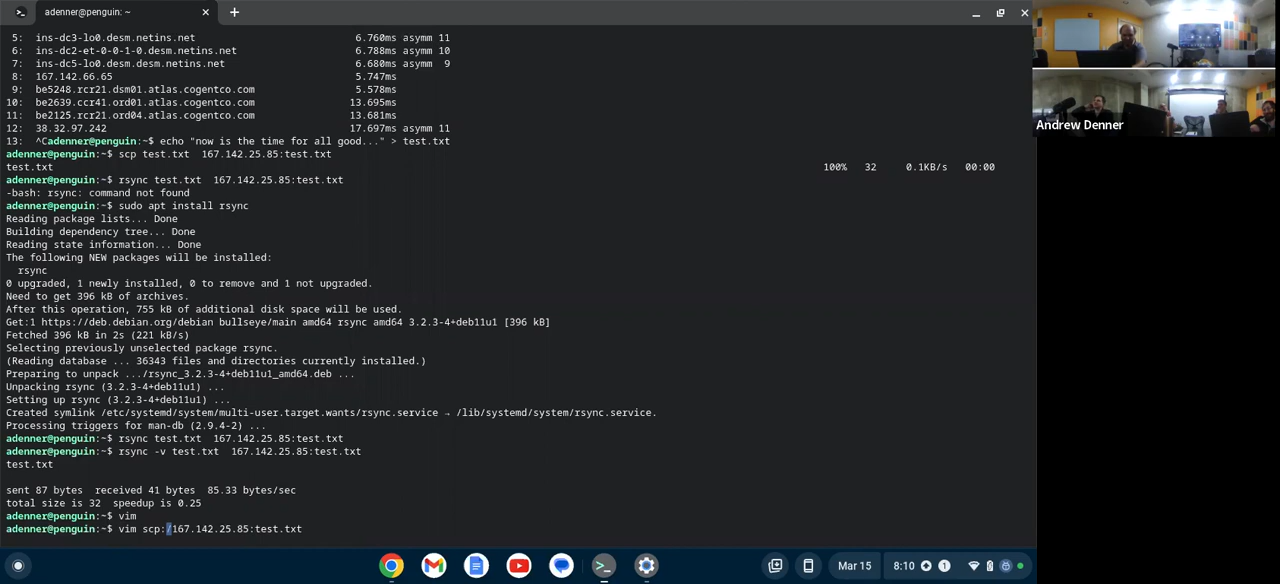 adenner@penguin: ~
5:  ins-dc3-lo0.desm.netins.net                          6.760ms asymm 11
6:  ins-dc2-et-0-0-1-0.desm.netins.net                   6.788ms asymm 10
7:  ins-dc5-lo0.desm.desm.netins.net                     6.680ms asymm  9
8:  167.142.66.65                                        5.747ms
9:  be5248.rcr21.dsm01.atlas.cogentco.com                5.578ms
10:  be2639.ccr41.ord01.atlas.cogentco.com               13.695ms
11:  be2125.rcr21.ord04.atlas.cogentco.com               13.681ms
12:  38.32.97.242                                        17.697ms asymm 11
13:  ^Cadenner@penguin:~$ echo "now is the time for all good..." > test.txt
adenner@penguin:~$ scp test.txt  167.142.25.85:test.txt
test.txt                                        100%   32     0.1KB/s   00:00
adenner@penguin:~$ rsync test.txt  167.142.25.85:test.txt
-bash: rsync: command not found
adenner@penguin:~$ sudo apt install rsync
Reading package lists... Done
Building dependency tree... Done
Reading state information... Done
The following NEW packages will be installed:
  rsync
0 upgraded, 1 newly installed, 0 to remove and 1 not upgraded.
Need to get 396 kB of archives.
After this operation, 755 kB of additional disk space will be used.
Get:1 https://deb.debian.org/debian bullseye/main amd64 rsync amd64 3.2.3-4+deb11u1 [396 kB]
Fetched 396 kB in 2s (221 kB/s)
Selecting previously unselected package rsync.
(Reading database ... 36343 files and directories currently installed.)
Preparing to unpack .../rsync_3.2.3-4+deb11u1_amd64.deb ...
Unpacking rsync (3.2.3-4+deb11u1) ...
Setting up rsync (3.2.3-4+deb11u1) ...
Created symlink /etc/systemd/system/multi-user.target.wants/rsync.service → /lib/systemd/system/rsync.service.
Processing triggers for man-db (2.9.4-2) ...
adenner@penguin:~$ rsync test.txt  167.142.25.85:test.txt
adenner@penguin:~$ rsync -v test.txt  167.142.25.85:test.txt
test.txt

sent 87 bytes  received 41 bytes  85.33 bytes/sec
total size is 32  speedup is 0.25
adenner@penguin:~$ vim
adenner@penguin:~$ vim scp:/167.142.25.85:test.txt
Mar 15
8:10
1
Andrew Denner